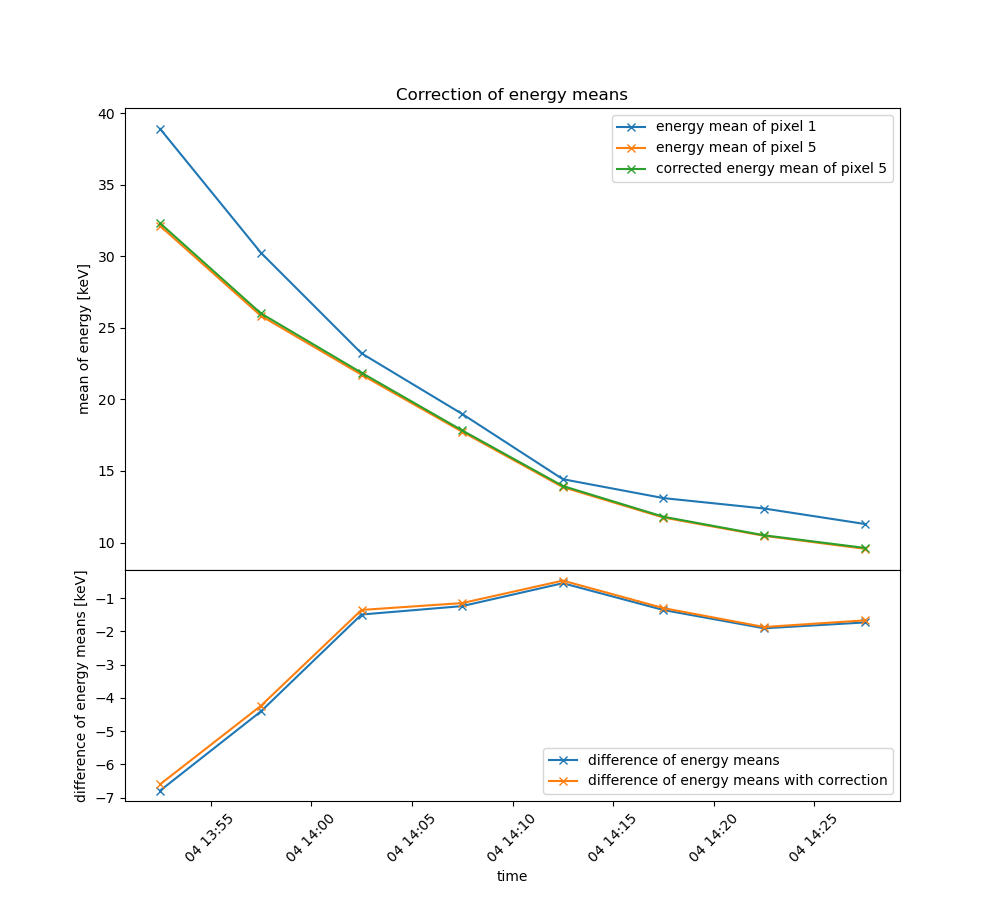 Correction of energy means
energy mean of pixel 1
energy mean of pixel 5
corrected energy mean of pixel 5
mean of energy [keV]
40
35
30
25
20
15
10
difference of energy means [keV]
−1
−2
−3
−4
−5
−6
−7
difference of energy means
difference of energy means with correction
04 13:55
04 14:00
04 14:05
04 14:10
04 14:15
04 14:20
04 14:25
time